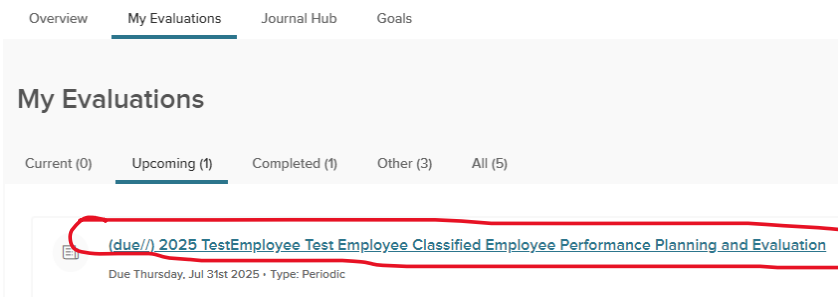 Overview My Evaluations Journal Hub Goals
My Evaluations
Current (0) Upcoming (1) Completed (1) Other (3) All (5)
(due//) 2025 TestEmployee Test Employee Classified Employee Performance Planning and Evaluation
Due Thursday, Jul 31st 2025 • Type: Periodic